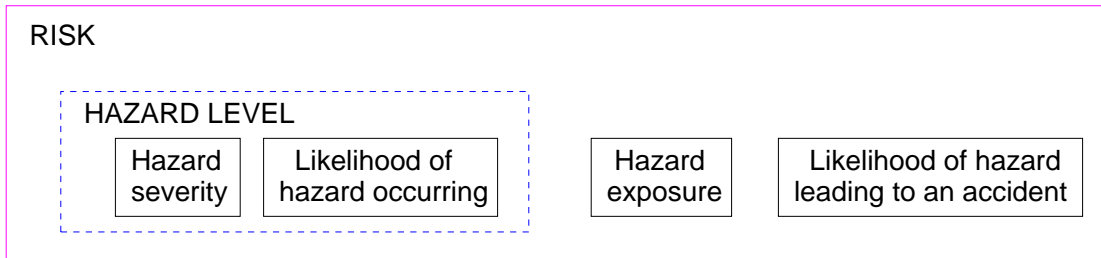 RISK
HAZARD LEVEL
Hazard
severity
Likelihood of
hazard occurring
Hazard
exposure
Likelihood of hazard
leading to an accident